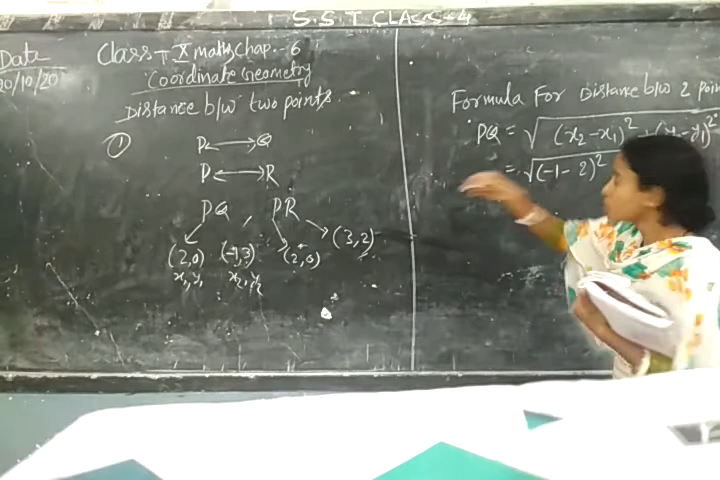 S.S.T CLASS-4
Date
20/10/20
Class - X maths chap.- 6
Coordinate Geometry
Distance b/w two points.
① P ⟷ Q
P ⟷ R
PQ , PR
(2,0) (-1,3) (2,0) (3,2)
x₁,y₁ x₂,y₂
Formula For Distance b/w 2 poin
PQ = √(x₂-x₁)² + (y₂-y₁)²
= √(-1-2)²